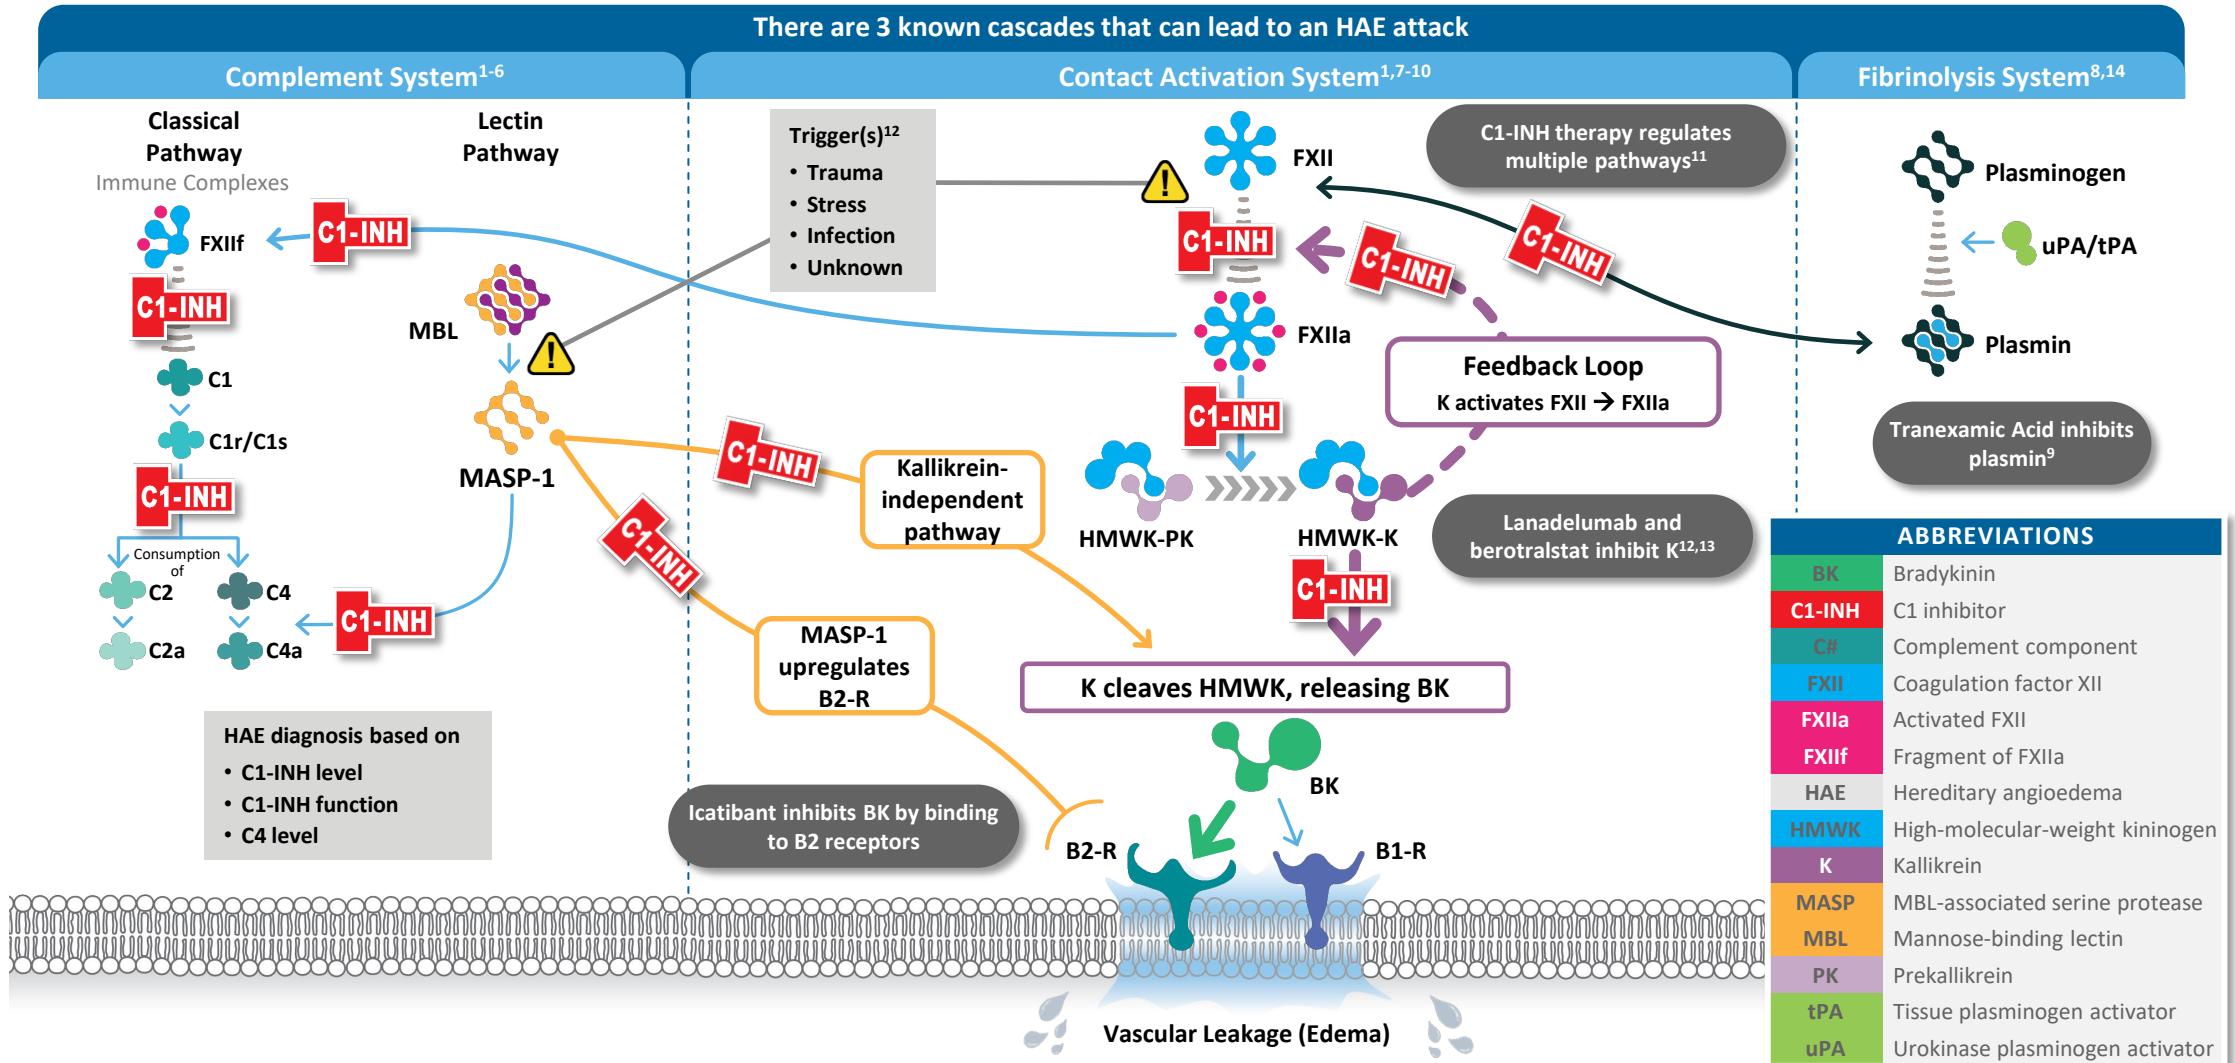 There are 3 known cascades that can lead to an HAE attack
Complement System1-6
Contact Activation System1,7-10
Fibrinolysis System8,14
Classical
Pathway
Immune Complexes
Lectin
Pathway
FXIIf
C1-INH
C1-INH
C1
C1r/C1s
C1-INH
Consumption
of
C2
C4
C2a
C4a
C1-INH
MBL
MASP-1
HAE diagnosis based on
• C1-INH level
• C1-INH function
• C4 level
Trigger(s)12
• Trauma
• Stress
• Infection
• Unknown
!
!
FXII
C1-INH
C1-INH
FXIIa
C1-INH
C1-INH therapy regulates
multiple pathways11
C1-INH
Feedback Loop
K activates FXII → FXIIa
HMWK-PK
HMWK-K
C1-INH
Lanadelumab and
berotralstat inhibit K12,13
C1-INH
Kallikrein-
independent
pathway
C1-INH
MASP-1
upregulates
B2-R
K cleaves HMWK, releasing BK
BK
Icatibant inhibits BK by binding
to B2 receptors
B2-R
B1-R
Vascular Leakage (Edema)
Plasminogen
uPA/tPA
Plasmin
Tranexamic Acid inhibits
plasmin9
ABBREVIATIONS
BK Bradykinin
C1-INH C1 inhibitor
C# Complement component
FXII Coagulation factor XII
FXIIa Activated FXII
FXIIf Fragment of FXIIa
HAE Hereditary angioedema
HMWK High-molecular-weight kininogen
K Kallikrein
MASP MBL-associated serine protease
MBL Mannose-binding lectin
PK Prekallikrein
tPA Tissue plasminogen activator
uPA Urokinase plasminogen activator